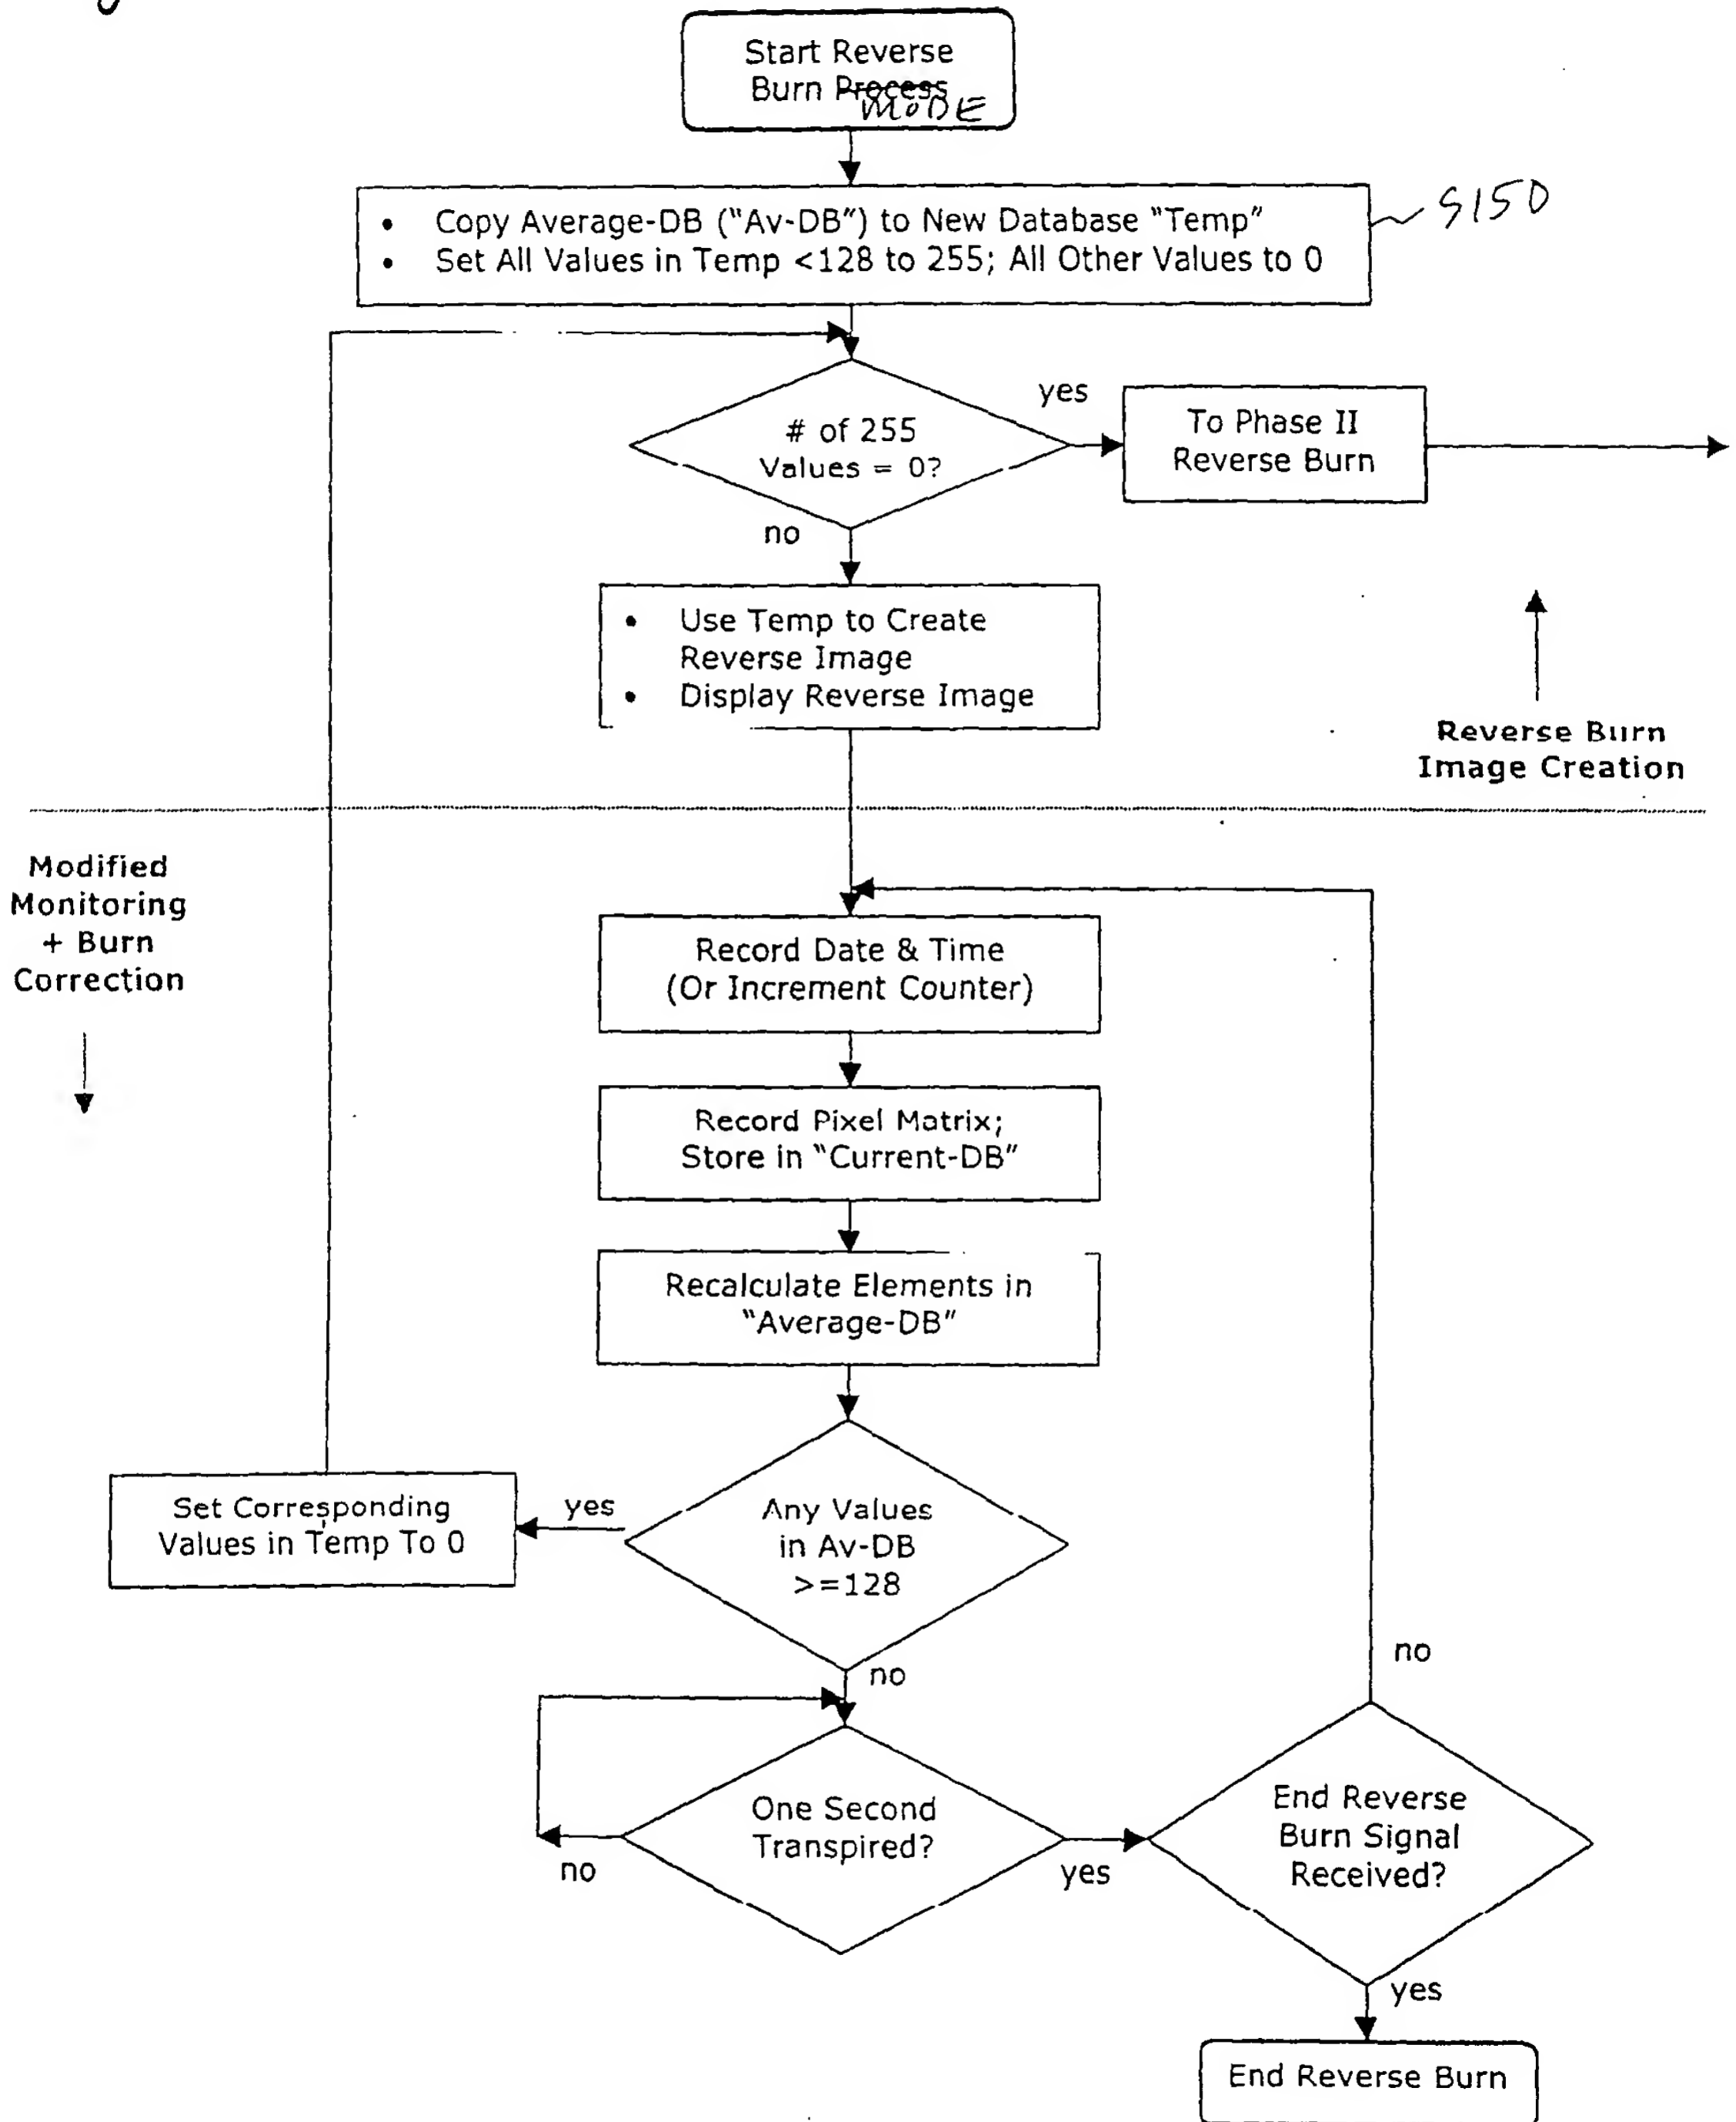 Start Reverse
Burn Process
MODE
• Copy Average-DB ("Av-DB") to New Database "Temp"
• Set All Values in Temp <128 to 255; All Other Values to 0
S150
# of 255
Values = 0?
yes
To Phase II
Reverse Burn
no
• Use Temp to Create
Reverse Image
• Display Reverse Image
Reverse Burn
Image Creation
Modified
Monitoring
+ Burn
Correction
Record Date & Time
(Or Increment Counter)
Record Pixel Matrix;
Store in "Current-DB"
Recalculate Elements in
"Average-DB"
Any Values
in Av-DB
>=128
yes
Set Corresponding
Values in Temp To 0
no
One Second
Transpired?
no
yes
End Reverse
Burn Signal
Received?
no
yes
End Reverse Burn